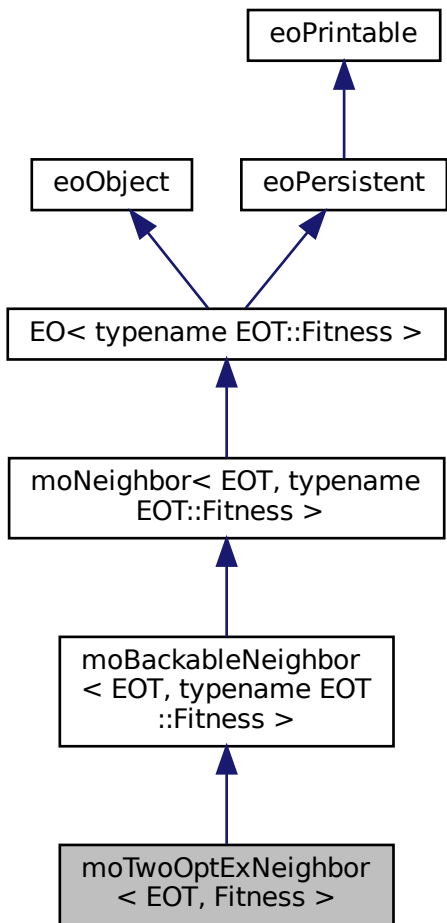 eoPrintable
eoObject
eoPersistent
EO< typename EOT::Fitness >
moNeighbor< EOT, typename
EOT::Fitness >
moBackableNeighbor
< EOT, typename EOT
::Fitness >
moTwoOptExNeighbor
< EOT, Fitness >